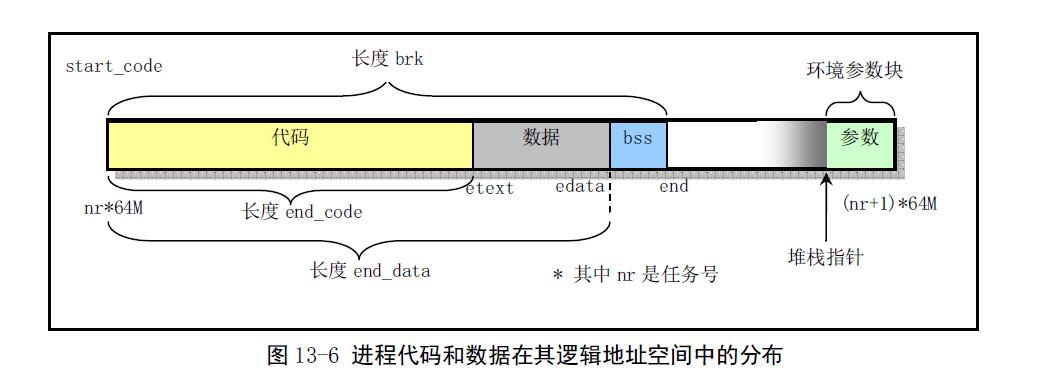 start_code
长度 brk
环境参数块
代码
数据
bss
参数
etext
edata
end
nr*64M
长度 end_code
(nr+1)*64M
长度 end_data
* 其中 nr 是任务号
堆栈指针
图 13-6 进程代码和数据在其逻辑地址空间中的分布